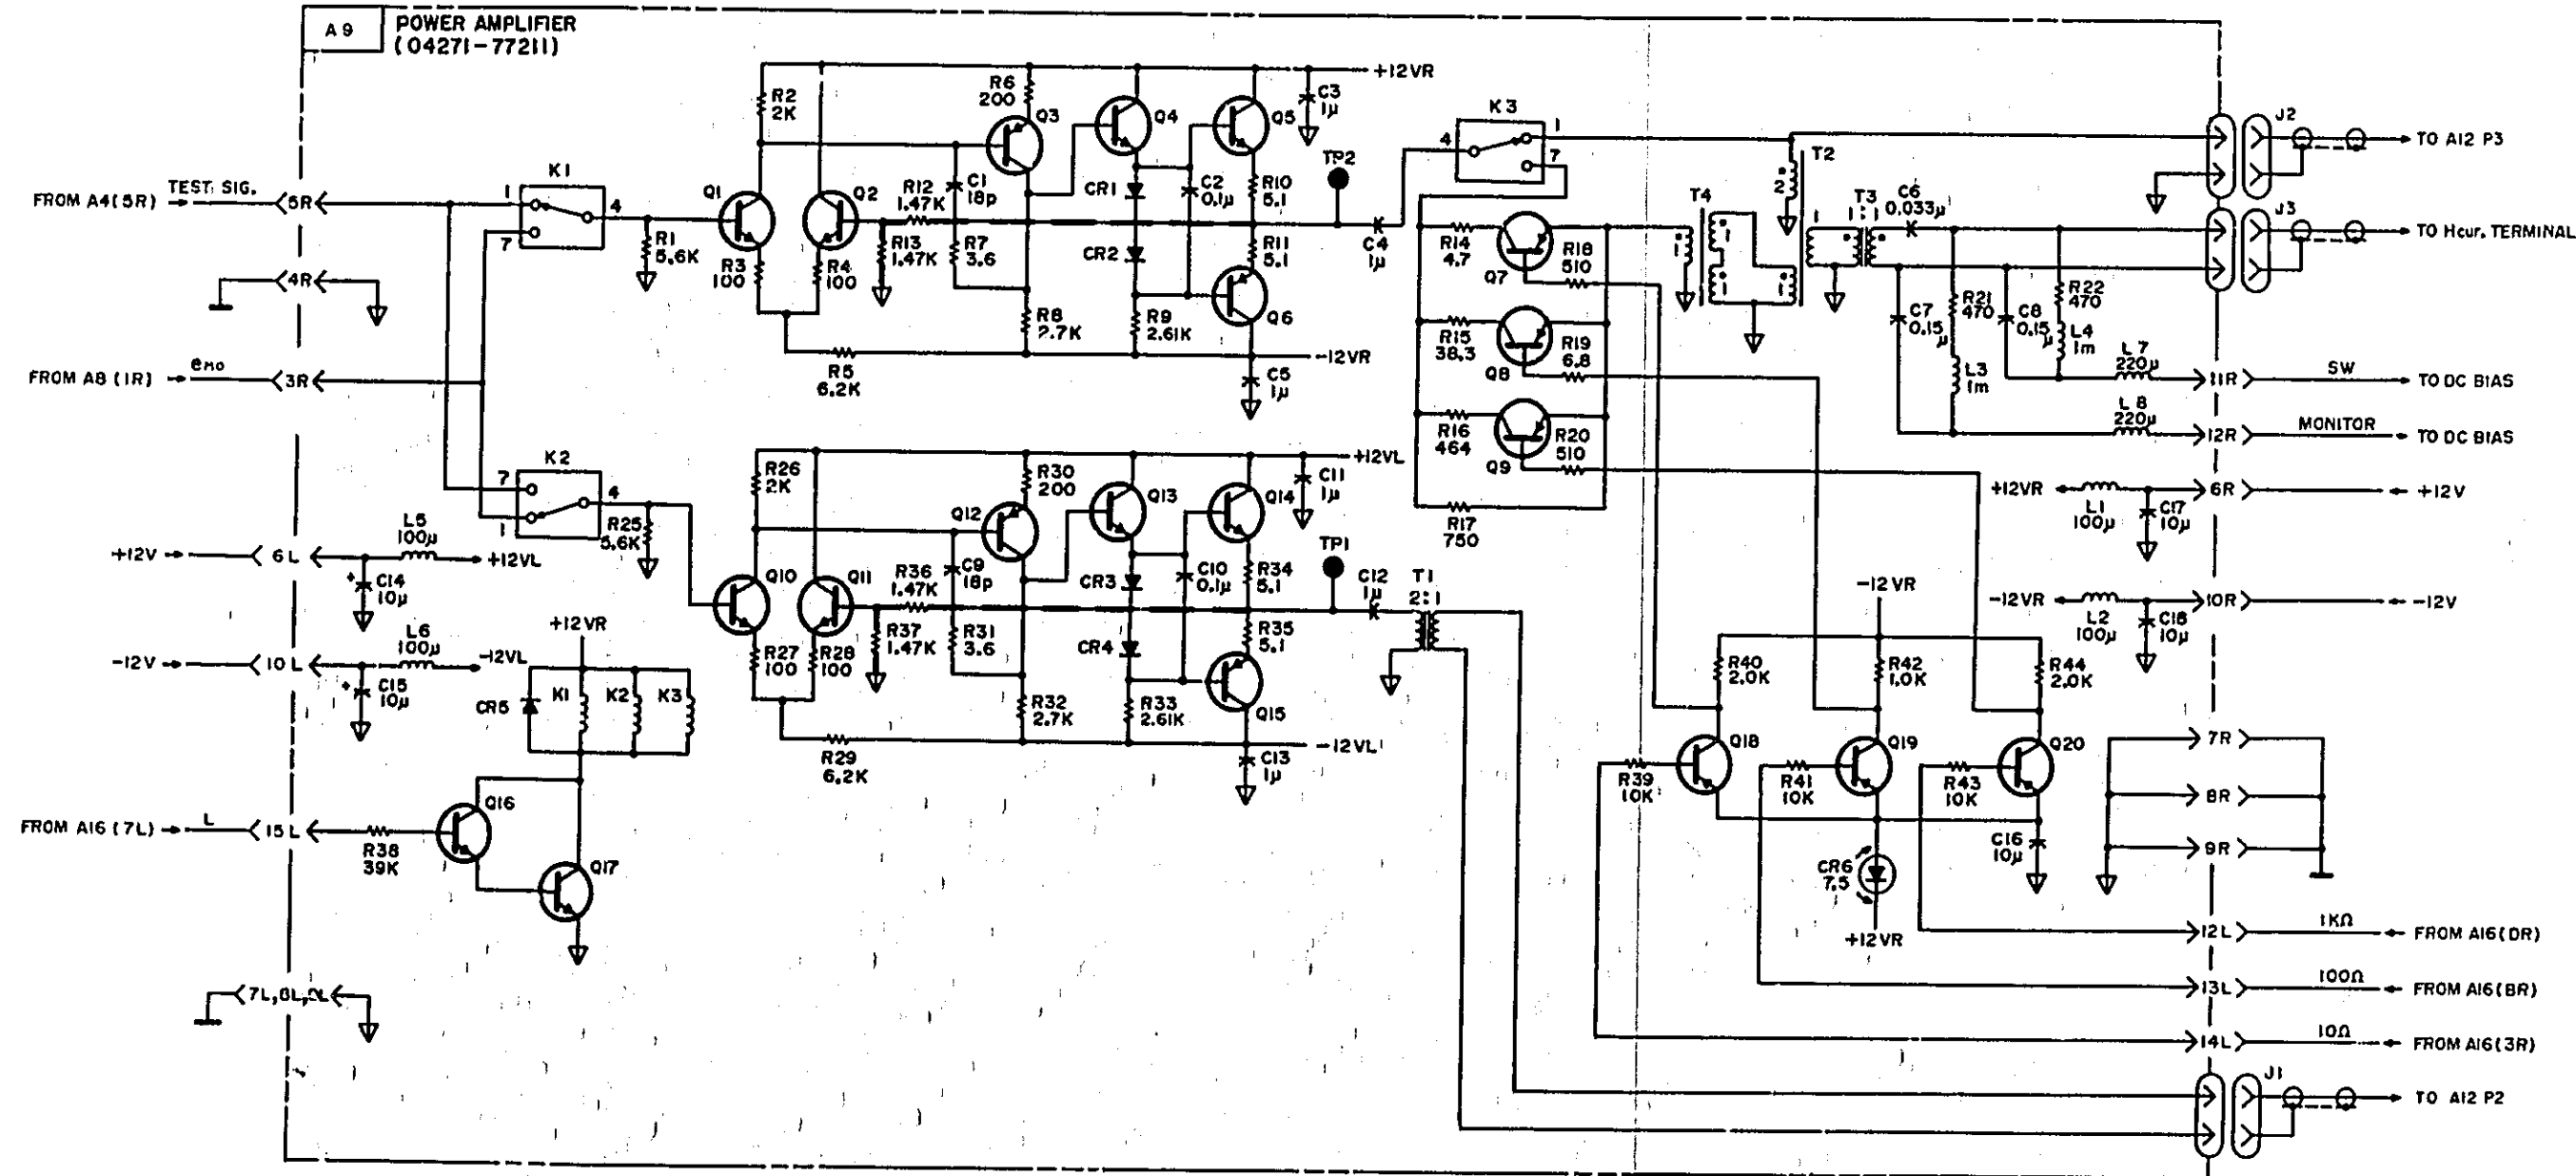 A9
POWER AMPLIFIER
(04271-77211)
FROM A4(5R)
TEST SIG.
5R
4R
FROM A8 (1R)
eMO
3R
K1
1
7
4
R1
5.6K
R2
2K
Q1
R3
100
Q2
R4
100
R5
6.2K
R12
1.47K
R13
1.47K
C1
18p
R7
3.6
R6
200
Q3
R8
2.7K
Q4
CR1
CR2
R9
2.61K
C2
0.1μ
Q5
R10
5.1
R11
5.1
Q6
C3
1μ
+12VR
-12VR
C5
1μ
TP2
C4
1μ
K3
4
1
7
R14
4.7
Q7
R18
510
R15
38.3
Q8
R19
6.8
R16
464
Q9
R20
510
R17
750
T4
1
1
1
T2
2
1
1
T3
1:1
C6
0.033μ
C7
0.15μ
R21
470
L3
1m
C8
0.15μ
R22
470
L4
1m
L7
220μ
L8
220μ
J2
TO A12 P3
J3
TO Hcur. TERMINAL
11R
SW
TO DC BIAS
12R
MONITOR
TO DC BIAS
+12VR
L1
100μ
C17
10μ
6R
+12V
-12VR
L2
100μ
C18
10μ
10R
-12V
K2
7
1
4
R25
5.6K
+12V
6L
L5
100μ
+12VL
+
C14
10μ
-12V
10L
L6
100μ
-12VL
+
C15
10μ
R26
2K
Q10
R27
100
Q11
R28
100
R29
6.2K
R36
1.47K
R37
1.47K
C9
18p
R31
3.6
R30
200
Q12
R32
2.7K
Q13
CR3
CR4
R33
2.61K
C10
0.1μ
Q14
R34
5.1
R35
5.1
Q15
C11
1μ
+12VL
-12VL
C13
1μ
TP1
C12
1μ
T1
2:1
+12VR
CR5
K1
K2
K3
FROM A16 (7L)
L
15L
R38
39K
Q16
Q17
7L,8L,9L
-12VR
R40
2.0K
R42
1.0K
R44
2.0K
R39
10K
Q18
R41
10K
Q19
R43
10K
Q20
CR6
7.5
+12VR
C16
10μ
7R
8R
9R
12L
1KΩ
FROM A16(DR)
13L
100Ω
FROM A16(BR)
14L
10Ω
FROM A16(3R)
J1
TO A12 P2